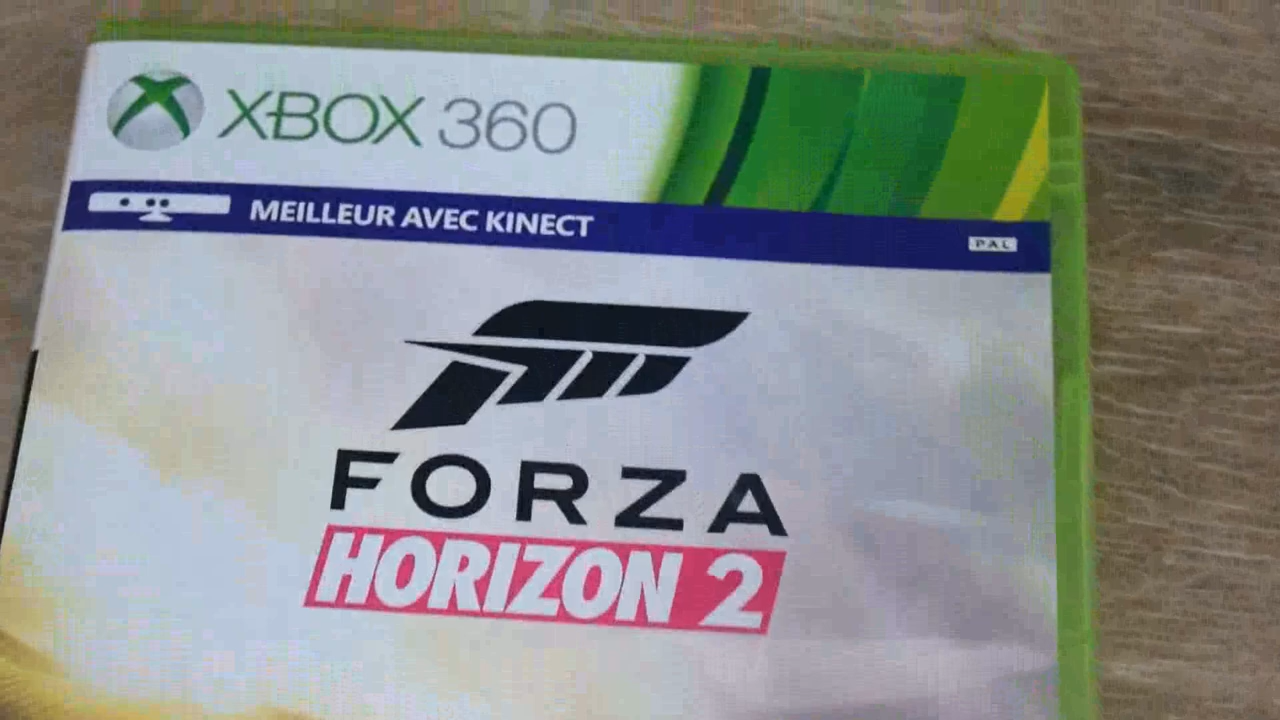 XBOX 360
MEILLEUR AVEC KINECT
PAL
FORZA
HORIZON 2